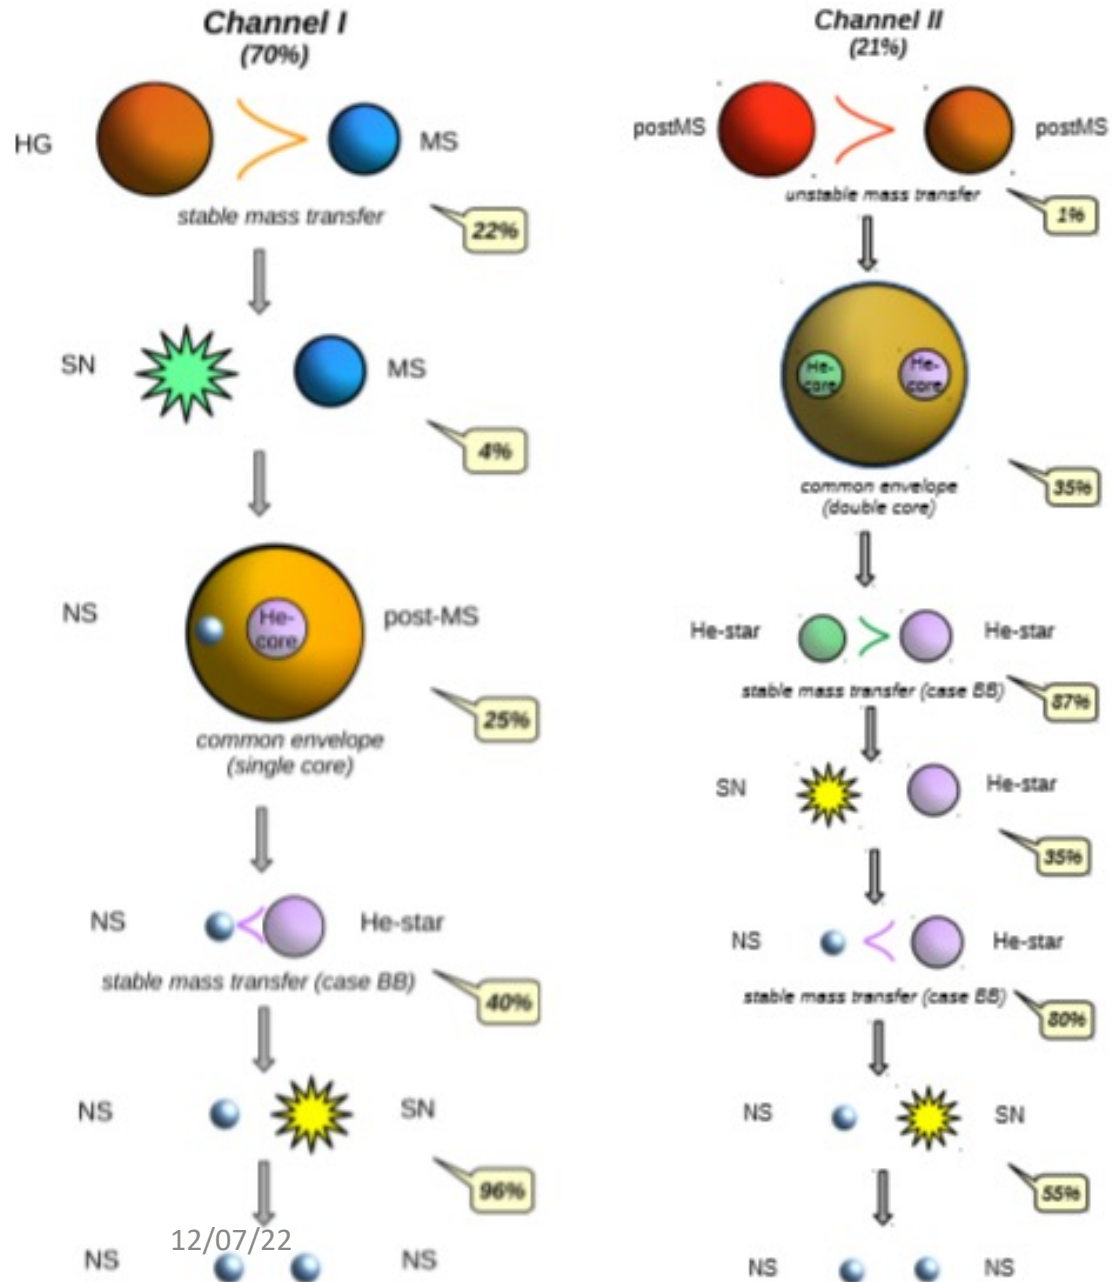 Channel I
(70%)
HG
MS
stable mass transfer
22%
SN
MS
4%
NS
He-
core
post-MS
25%
common envelope
(single core)
NS
He-star
stable mass transfer (case BB)
40%
NS
SN
96%
12/07/22
NS
NS
Channel II
(21%)
postMS
postMS
unstable mass transfer
1%
He-
core
He-
core
common envelope
(double core)
35%
He-star
He-star
stable mass transfer (case BB)
87%
SN
He-star
35%
NS
He-star
stable mass transfer (case BB)
80%
NS
SN
55%
NS
NS